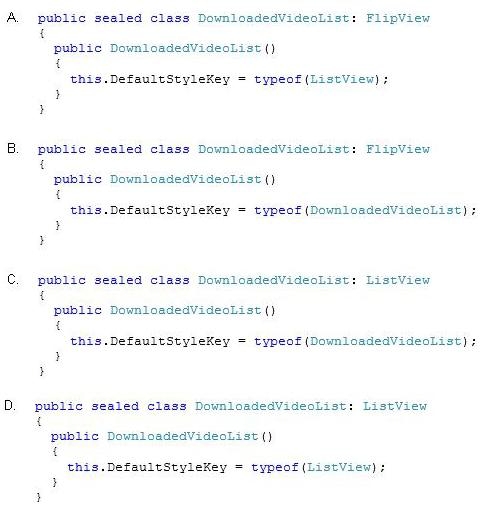 A. public sealed class DownloadedVideoList: FlipView
{
public DownloadedVideoList()
{
this.DefaultStyleKey = typeof(ListView);
}
}
B. public sealed class DownloadedVideoList: FlipView
{
public DownloadedVideoList()
{
this.DefaultStyleKey = typeof(DownloadedVideoList);
}
}
C. public sealed class DownloadedVideoList: ListView
{
public DownloadedVideoList()
{
this.DefaultStyleKey = typeof(DownloadedVideoList);
}
}
D. public sealed class DownloadedVideoList: ListView
{
public DownloadedVideoList()
{
this.DefaultStyleKey = typeof(ListView);
}
}